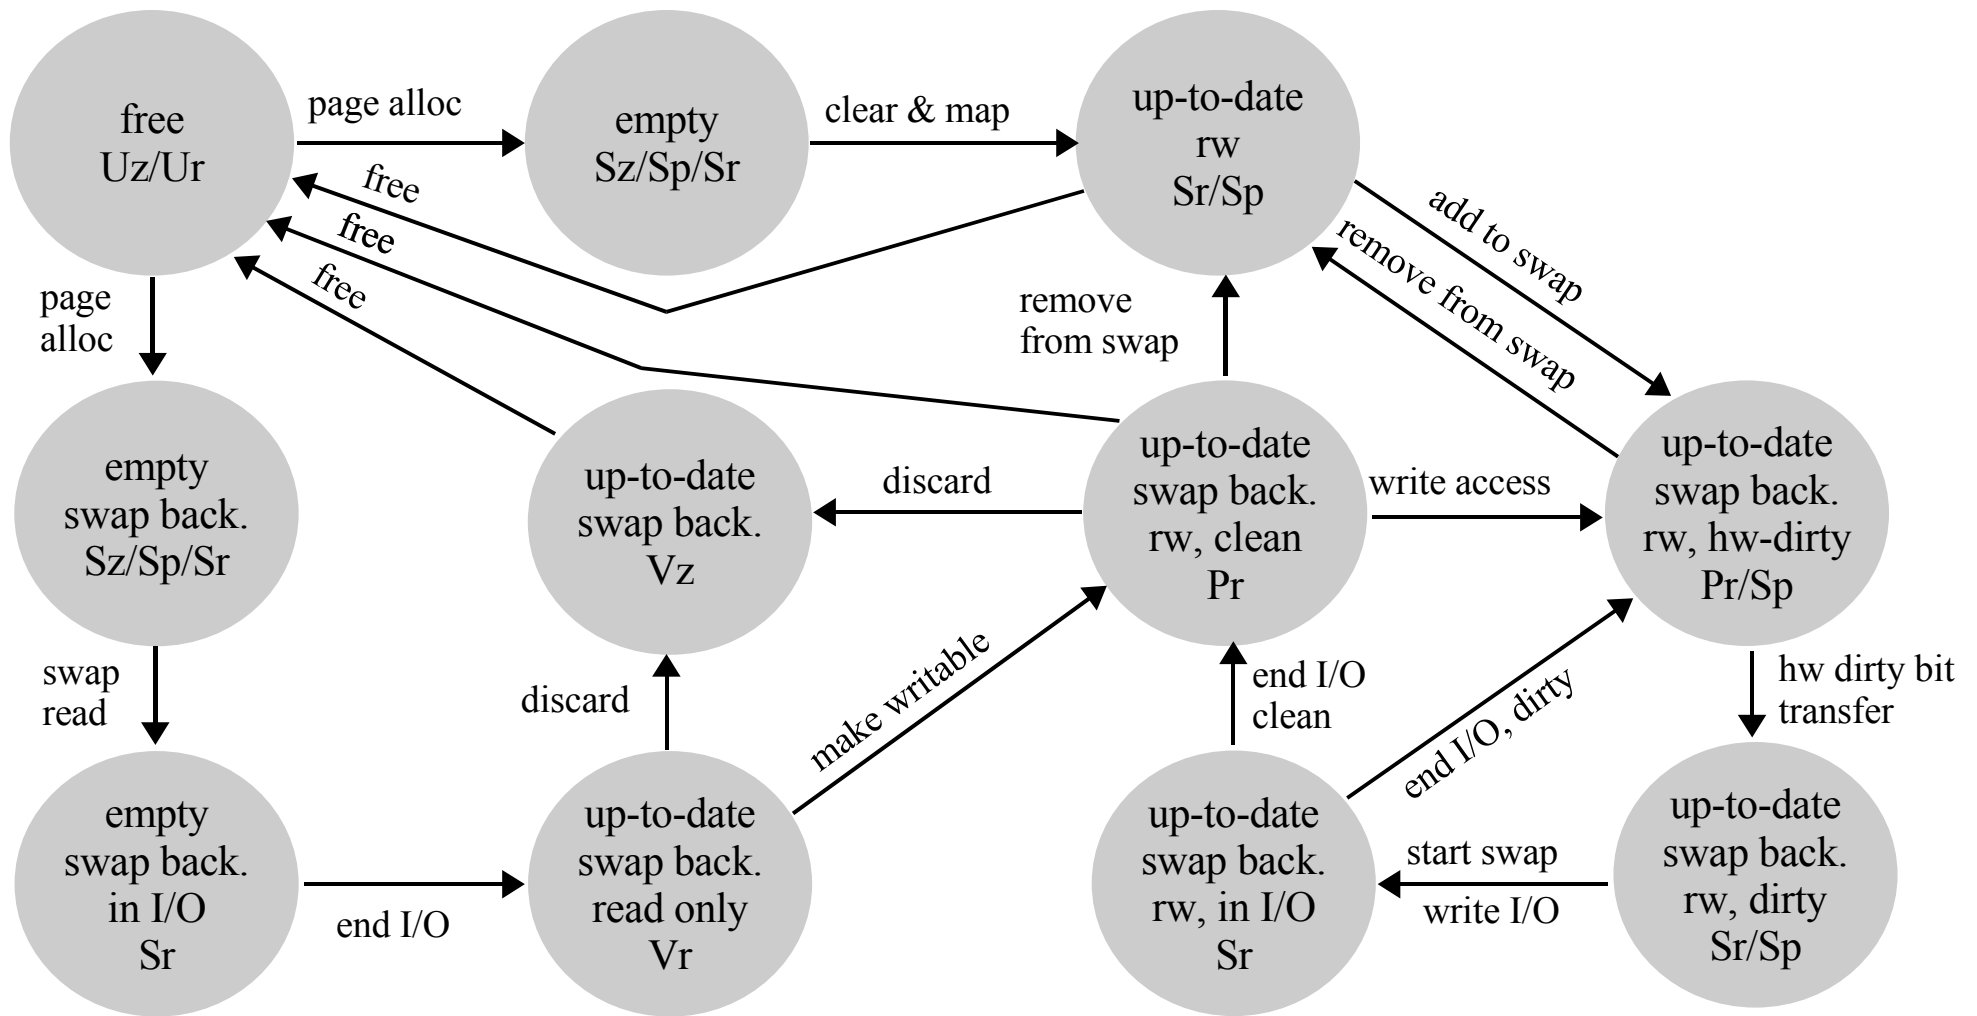 free
Uz/Ur
page alloc
empty
Sz/Sp/Sr
clear & map
up-to-date
rw
Sr/Sp
free
free
free
add to swap
remove from swap
page
alloc
remove
from swap
empty
swap back.
Sz/Sp/Sr
up-to-date
swap back.
Vz
discard
up-to-date
swap back.
rw, clean
Pr
write access
up-to-date
swap back.
rw, hw-dirty
Pr/Sp
swap
read
discard
make writable
end I/O
clean
end I/O, dirty
hw dirty bit
transfer
empty
swap back.
in I/O
Sr
end I/O
up-to-date
swap back.
read only
Vr
up-to-date
swap back.
rw, in I/O
Sr
start swap
write I/O
up-to-date
swap back.
rw, dirty
Sr/Sp